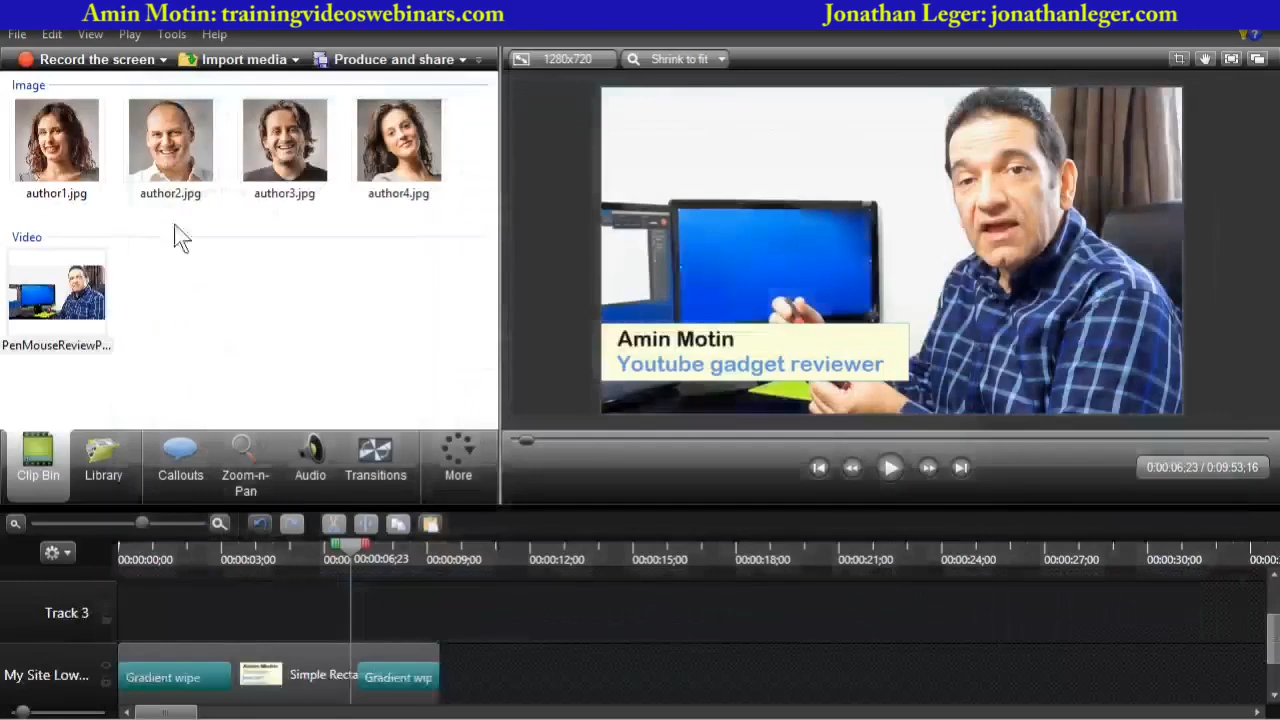 Amin Motin: trainingvideoswebinars.com
Jonathan Leger: jonathanleger.com
File Edit View Play Tools Help
Record the screen Import media Produce and share
1280x720 Shrink to fit
Image
author1.jpg author2.jpg author3.jpg author4.jpg
Video
PenMouseReviewP...
Amin Motin
Youtube gadget reviewer
Clip Bin Library Callouts Zoom-n-Pan Audio Transitions More
0:00:06,23 / 0:09:53,16
00:00:00;00 00:00:03;00 00:00 00:00:06;23 00:00:09;00 00:00:12;00 00:00:15;00 00:00:18;00 00:00:21;00 00:00:24;00 00:00:27;00 00:00:30;00 00:00:
Track 3
My Site Low... Gradient wipe Simple Recta Gradient wip